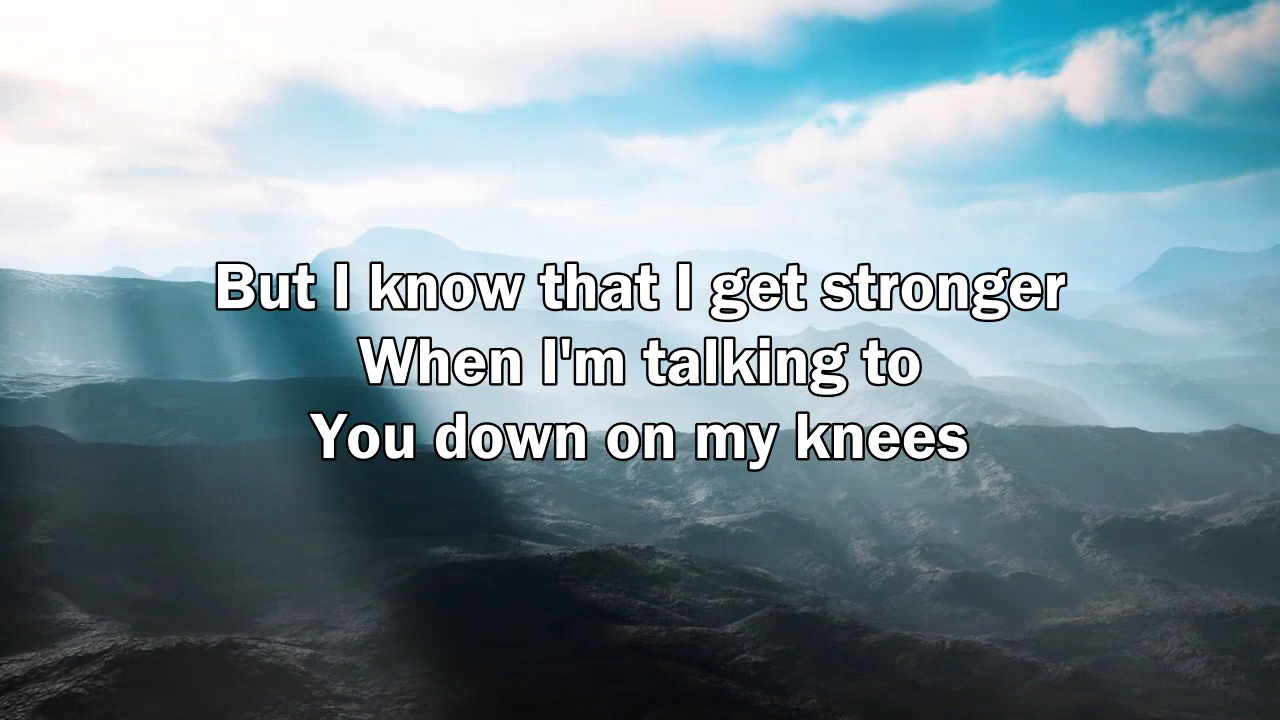 But I know that I get stronger
When I'm talking to
You down on my knees